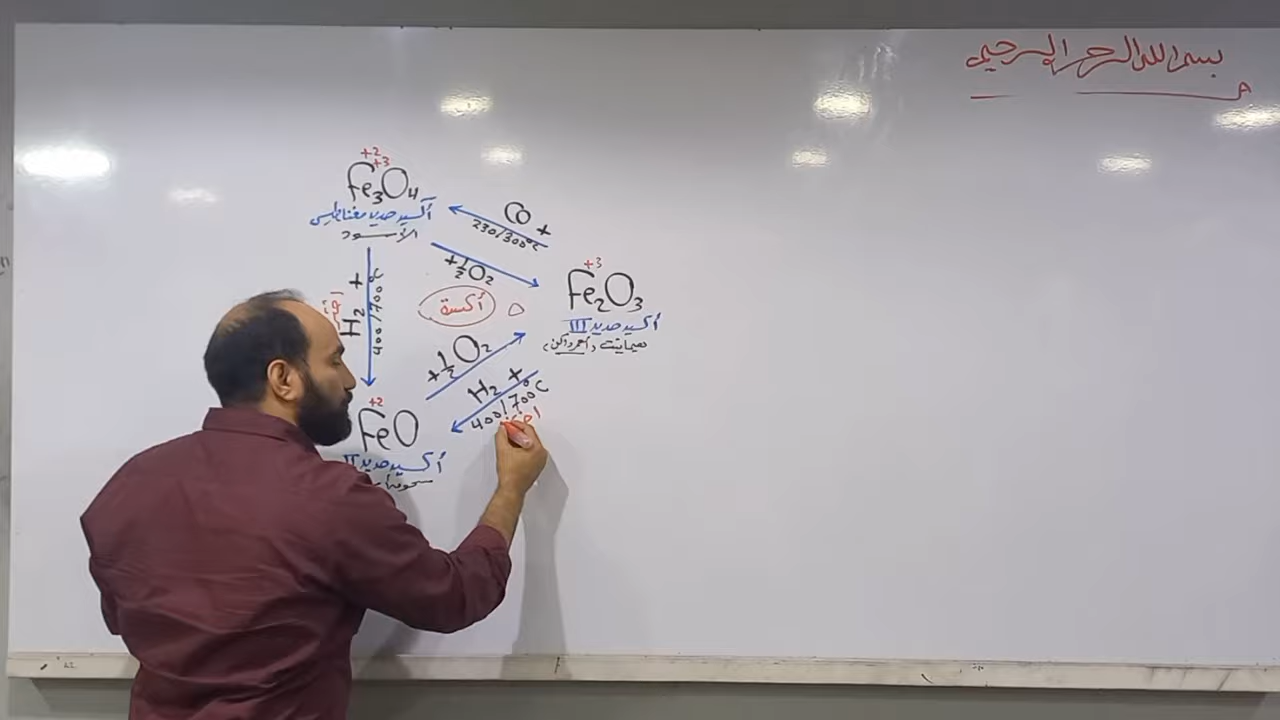 بسم الله الرحمن الرحيم
+2
+3
Fe3O4
أكسيد حديد مغناطيسي
الأسود
CO +
230/300°C
+½O2
+3
Fe2O3
أكسيد حديد III
هيماتيت (أحمر داكن)
أكسدة
H2 +
400/700°C
+½O2
H2 +
400/700°C
+2
FeO
أكسيد حديد II